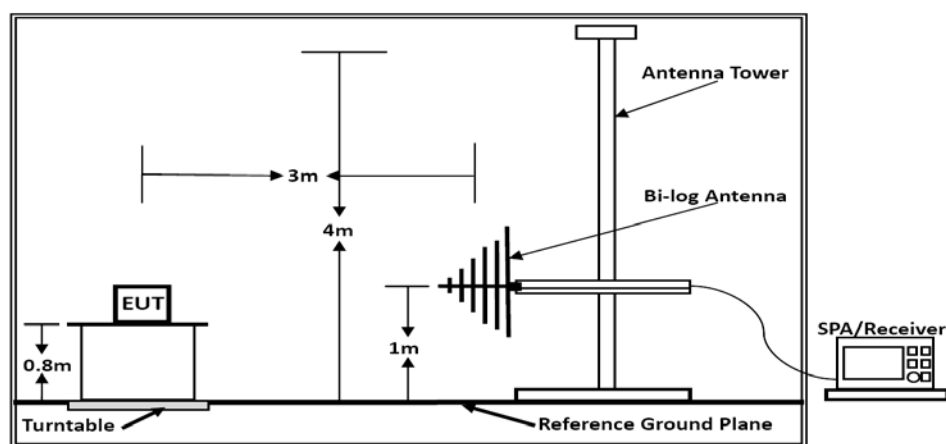 Antenna Tower
3m
Bi-log Antenna
4m
EUT
1m
SPA/Receiver
0.8m
Turntable
Reference Ground Plane